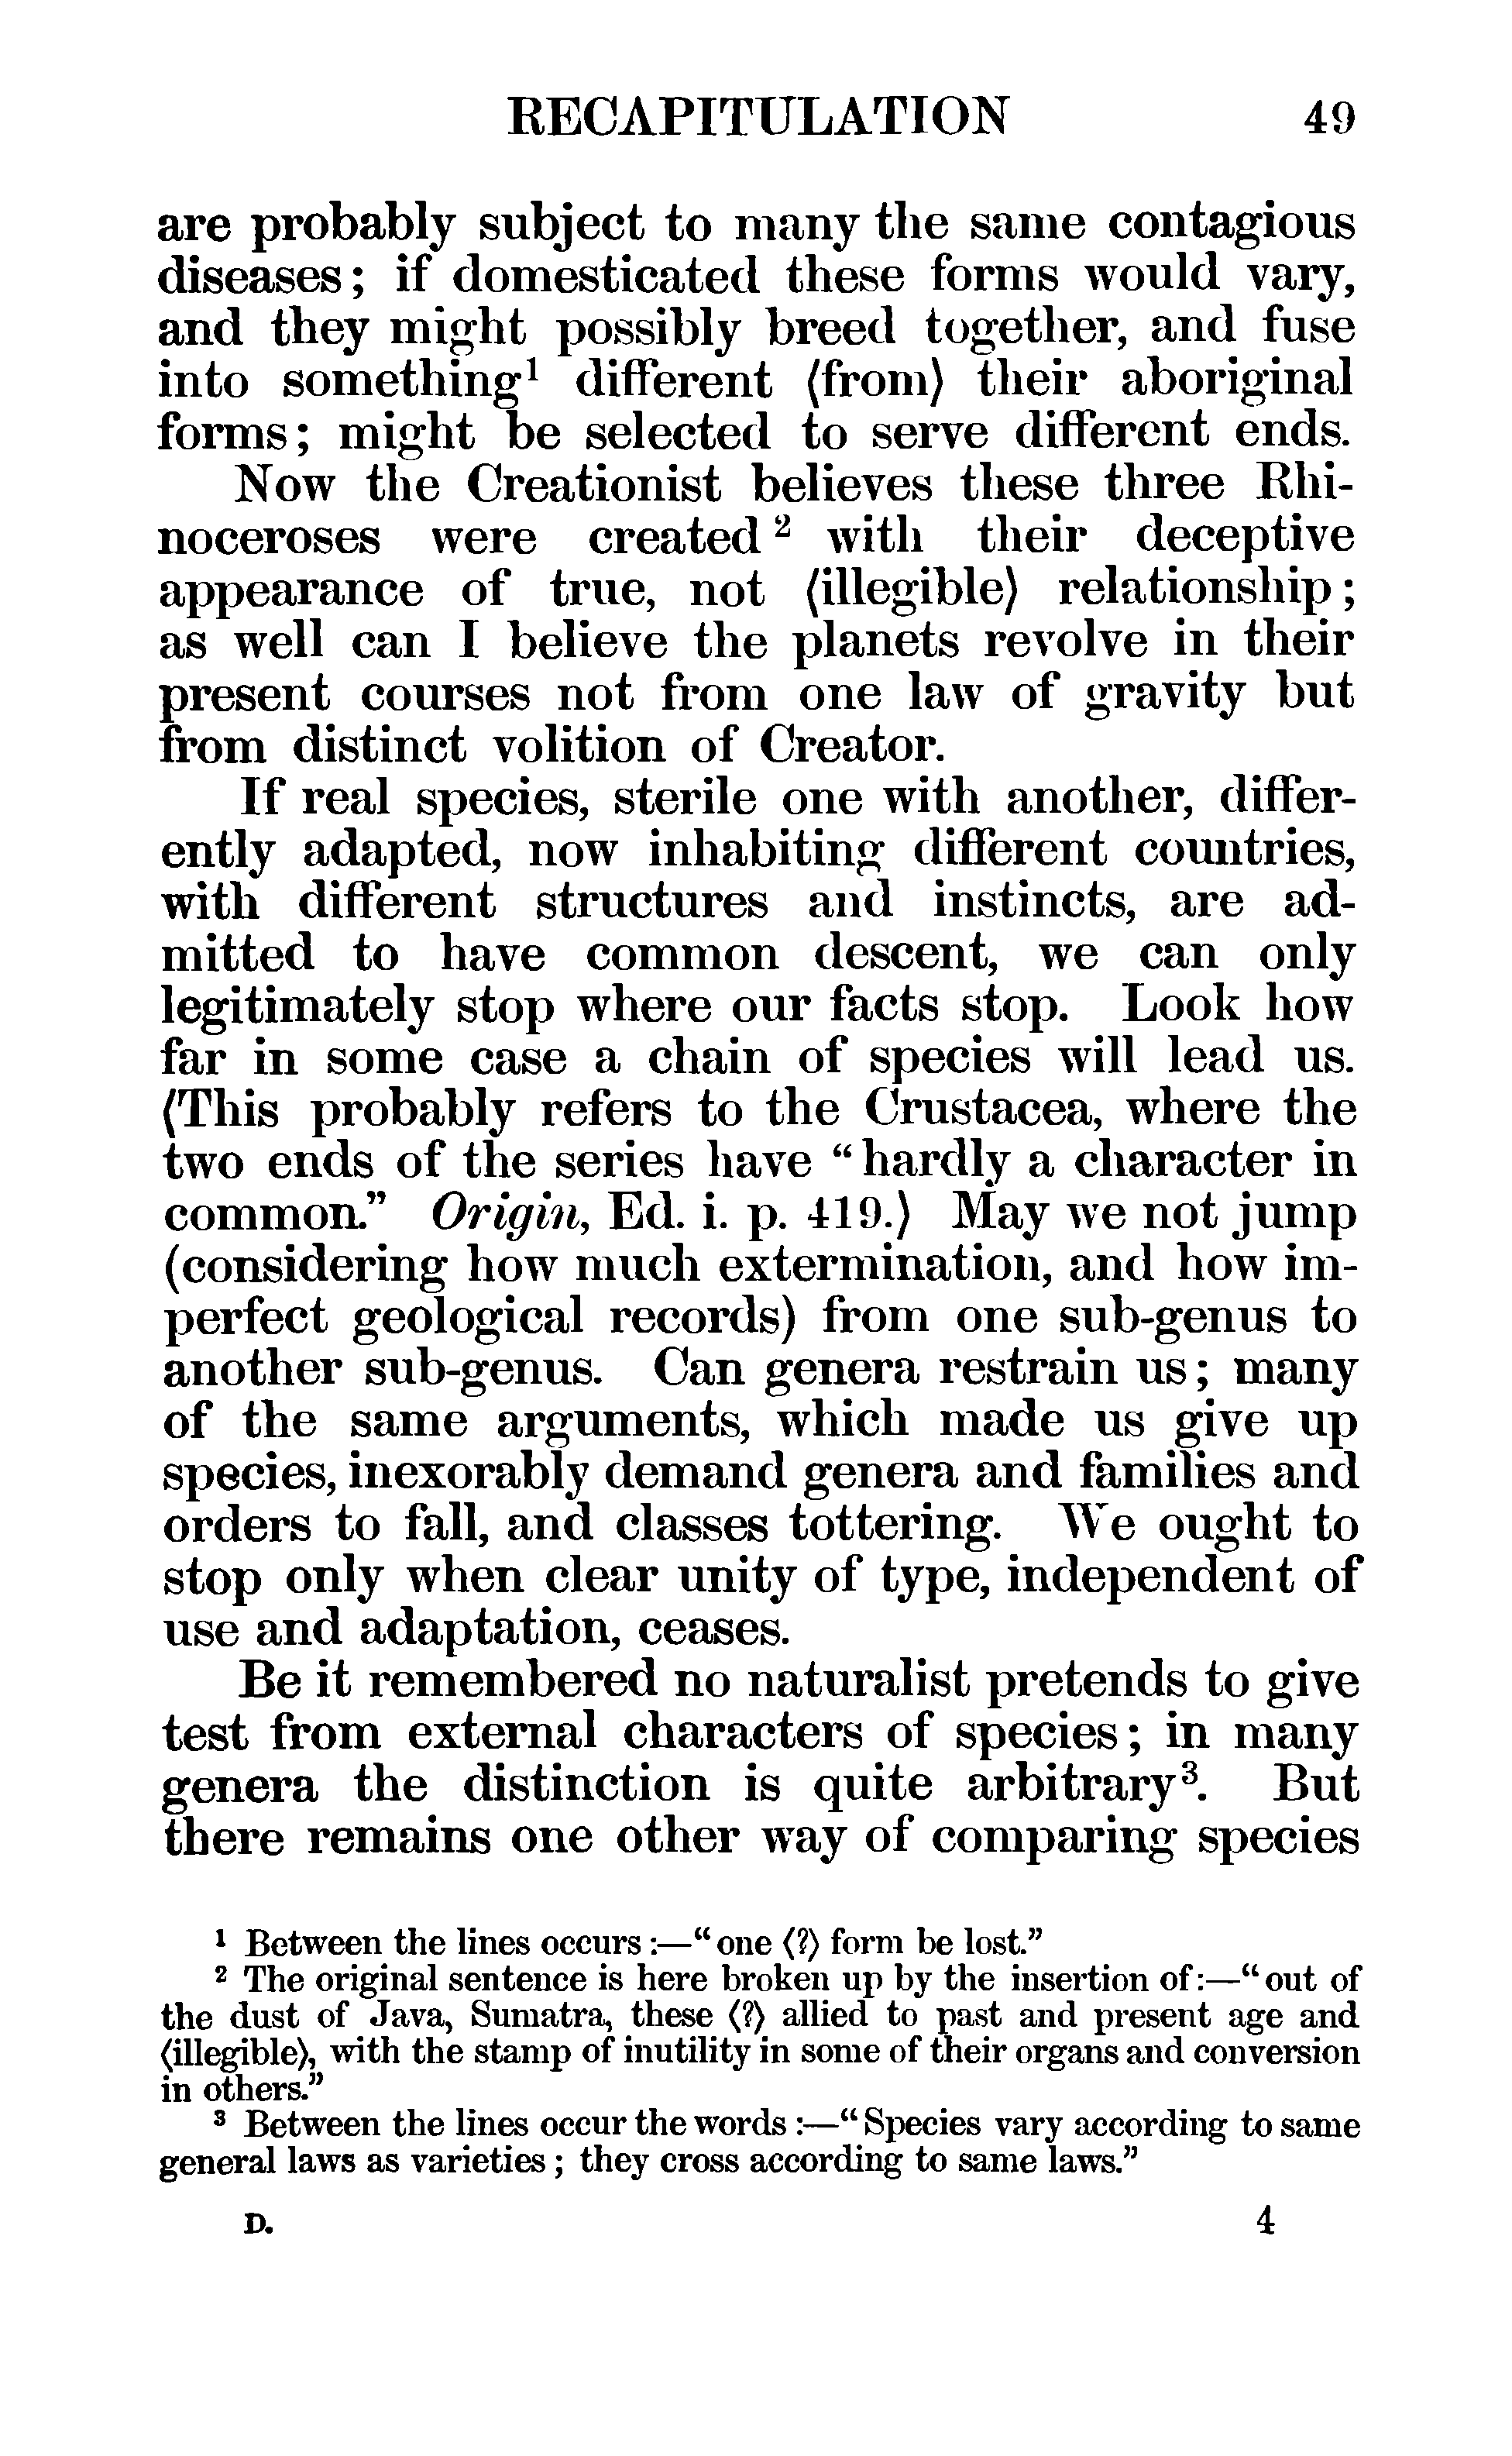 RECAPITULATION 49
are probably subject to many the same contagious
diseases; if domesticated these forms would vary,
and they might possibly breed together, and fuse
into something¹ different ⟨from⟩ their aboriginal
forms; might be selected to serve different ends.
Now the Creationist believes these three Rhi-
noceroses were created² with their deceptive
appearance of true, not ⟨illegible⟩ relationship;
as well can I believe the planets revolve in their
present courses not from one law of gravity but
from distinct volition of Creator.
If real species, sterile one with another, differ-
ently adapted, now inhabiting different countries,
with different structures and instincts, are ad-
mitted to have common descent, we can only
legitimately stop where our facts stop. Look how
far in some case a chain of species will lead us.
⟨This probably refers to the Crustacea, where the
two ends of the series have “hardly a character in
common.” Origin, Ed. i. p. 419.⟩ May we not jump
(considering how much extermination, and how im-
perfect geological records) from one sub-genus to
another sub-genus. Can genera restrain us; many
of the same arguments, which made us give up
species, inexorably demand genera and families and
orders to fall, and classes tottering. We ought to
stop only when clear unity of type, independent of
use and adaptation, ceases.
Be it remembered no naturalist pretends to give
test from external characters of species; in many
genera the distinction is quite arbitrary³. But
there remains one other way of comparing species
¹ Between the lines occurs:—“one ⟨?⟩ form be lost.”
² The original sentence is here broken up by the insertion of:—“out of
the dust of Java, Sumatra, these ⟨?⟩ allied to past and present age and
⟨illegible⟩, with the stamp of inutility in some of their organs and conversion
in others.”
³ Between the lines occur the words:—“Species vary according to same
general laws as varieties; they cross according to same laws.”
D. 4